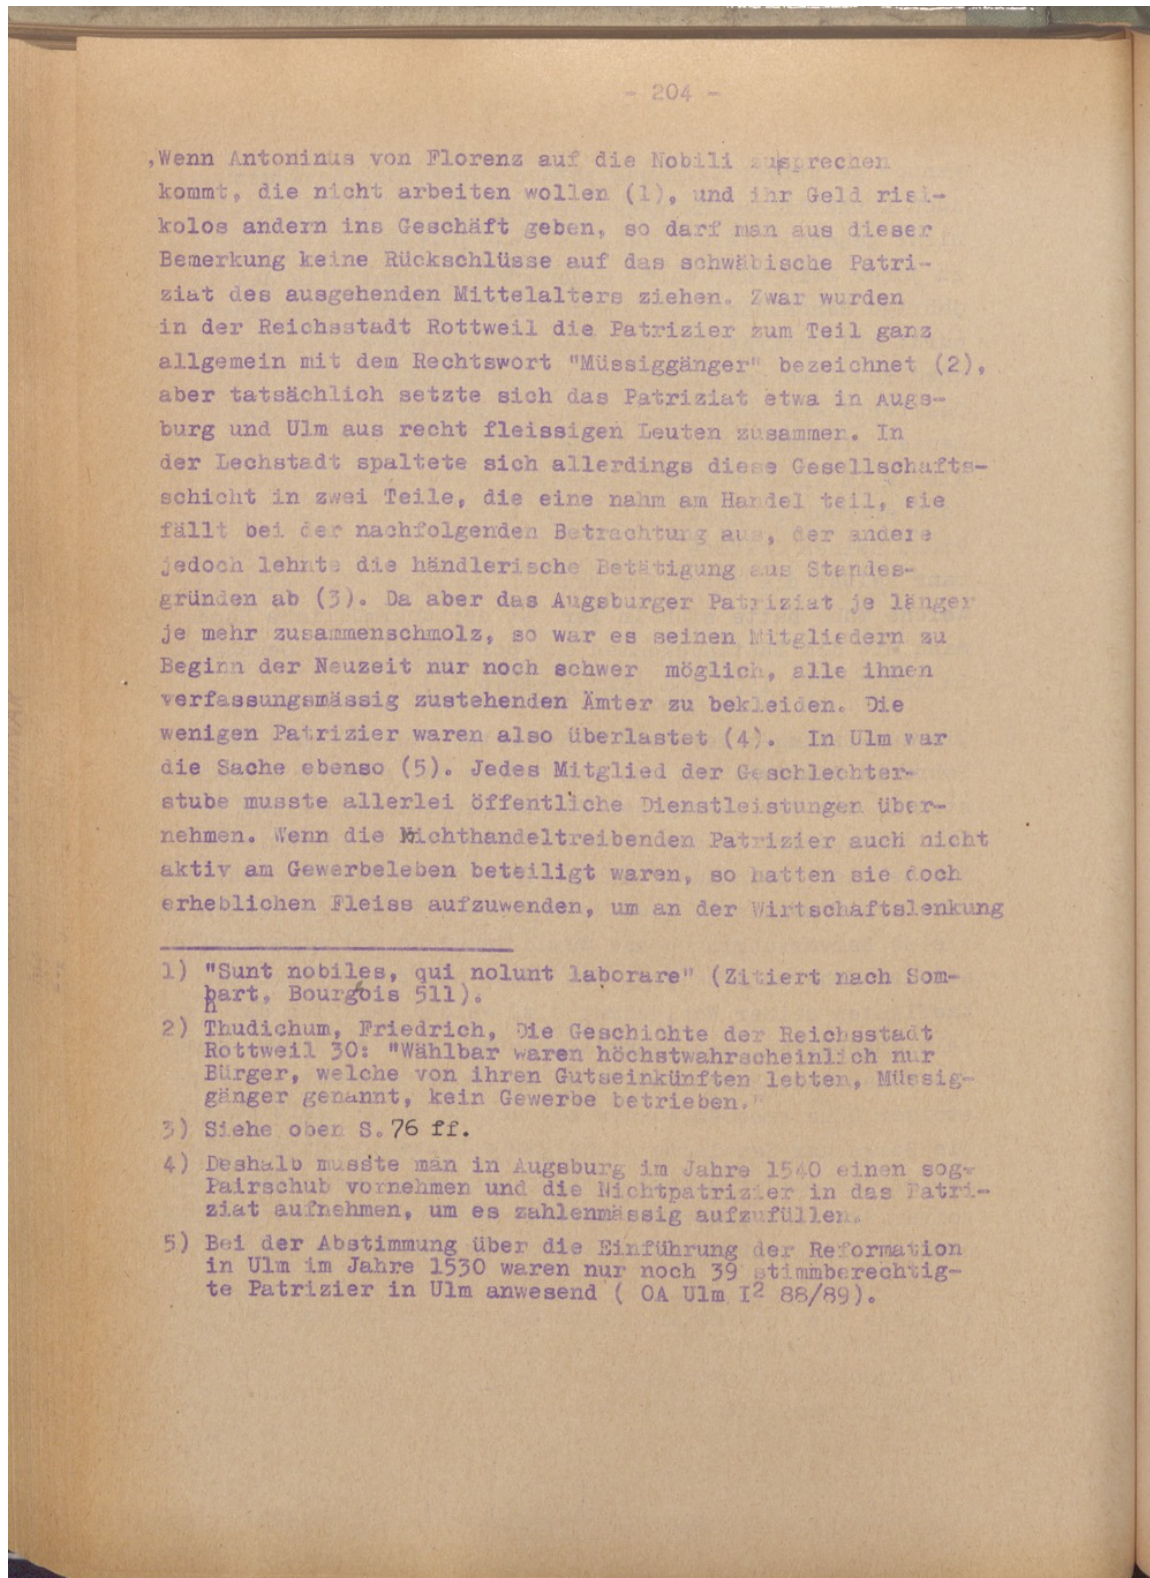 - 204 -
Wenn Antoninus von Florenz auf die Nobili zusprechen
kommt, die nicht arbeiten wollen (1), und ihr Geld risi-
kolos andern ins Geschäft geben, so darf man aus dieser
Bemerkung keine Rückschlüsse auf das schwäbische Patri-
ziat des ausgehenden Mittelalters ziehen. Zwar wurden
in der Reichsstadt Rottweil die Patrizier zum Teil ganz
allgemein mit dem Rechtswort "Müssiggänger" bezeichnet (2),
aber tatsächlich setzte sich das Patriziat etwa in Augs-
burg und Ulm aus recht fleissigen Leuten zusammen. In
der Lechstadt spaltete sich allerdings diese Gesellschafts-
schicht in zwei Teile, die eine nahm am Handel teil, sie
fällt bei der nachfolgenden Betrachtung aus, der andere
jedoch lehnte die händlerische Betätigung aus Standes-
gründen ab (3). Da aber das Augsburger Patriziat je länger
je mehr zusammenschmolz, so war es seinen Mitgliedern zu
Beginn der Neuzeit nur noch schwer möglich, alle ihnen
verfassungsmässig zustehenden Ämter zu bekleiden. Die
wenigen Patrizier waren also überlastet (4). In Ulm war
die Sache ebenso (5). Jedes Mitglied der Geschlechter-
stube musste allerlei öffentliche Dienstleistungen über-
nehmen. Wenn die Nichthandeltreibenden Patrizier auch nicht
aktiv am Gewerbeleben beteiligt waren, so hatten sie doch
erheblichen Fleiss aufzuwenden, um an der Wirtschaftslenkung
1) "Sunt nobiles, qui nolunt laborare" (Zitiert nach Som-
bart, Bourgois 511).
2) Thudichum, Friedrich, Die Geschichte der Reichsstadt
Rottweil 30: "Wählbar waren höchstwahrscheinlich nur
Bürger, welche von ihren Gutseinkünften lebten, Müssig-
gänger genannt, kein Gewerbe betrieben."
3) Siehe oben S. 76 ff.
4) Deshalb musste man in Augsburg im Jahre 1540 einen sog.
Pairschub vornehmen und die Nichtpatrizier in das Patri-
ziat aufnehmen, um es zahlenmässig aufzufüllen.
5) Bei der Abstimmung über die Einführung der Reformation
in Ulm im Jahre 1530 waren nur noch 39 stimmberechtig-
te Patrizier in Ulm anwesend ( OA Ulm I2 88/89).